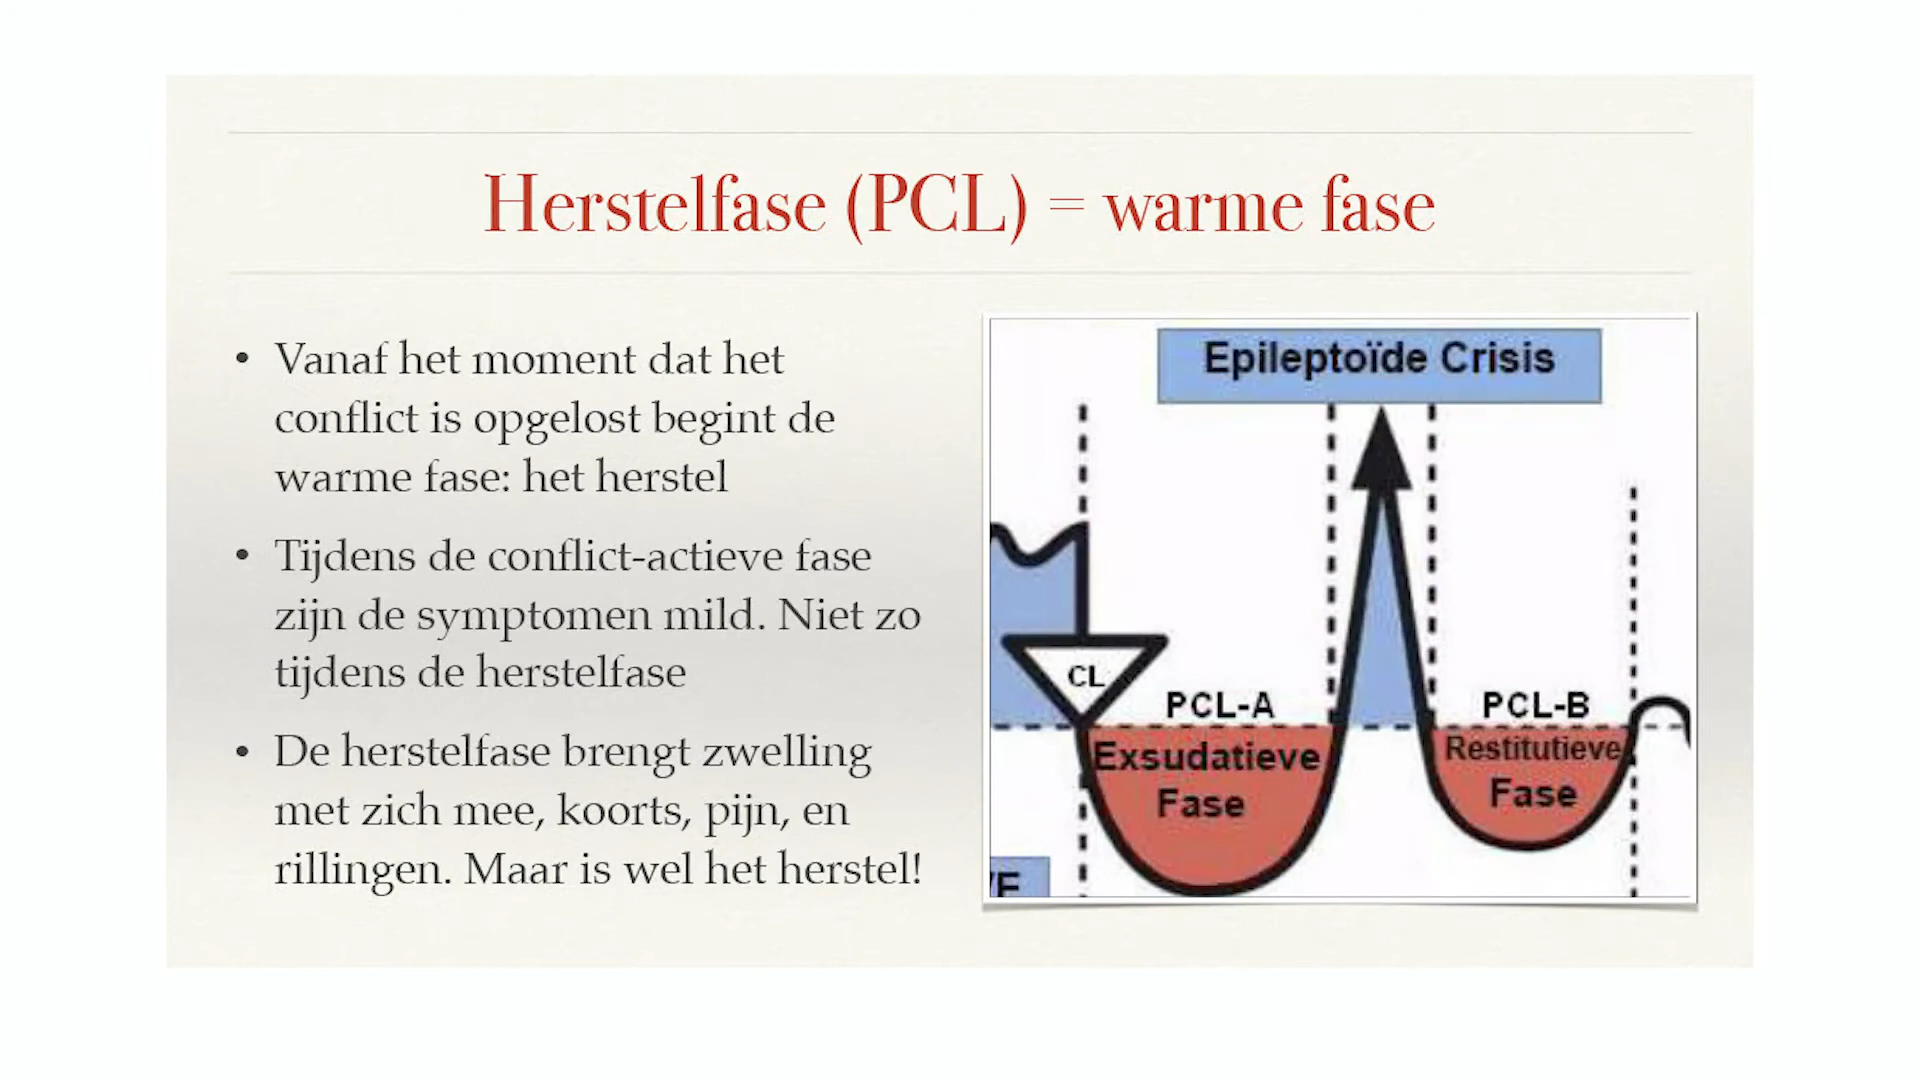 Herstelfase (PCL) = warme fase
• Vanaf het moment dat het
conflict is opgelost begint de
warme fase: het herstel
• Tijdens de conflict-actieve fase
zijn de symptomen mild. Niet zo
tijdens de herstelfase
• De herstelfase brengt zwelling
met zich mee, koorts, pijn, en
rillingen. Maar is wel het herstel!
Epileptoïde Crisis
CL
PCL-A
PCL-B
Exsudatieve
Fase
Restitutieve
Fase